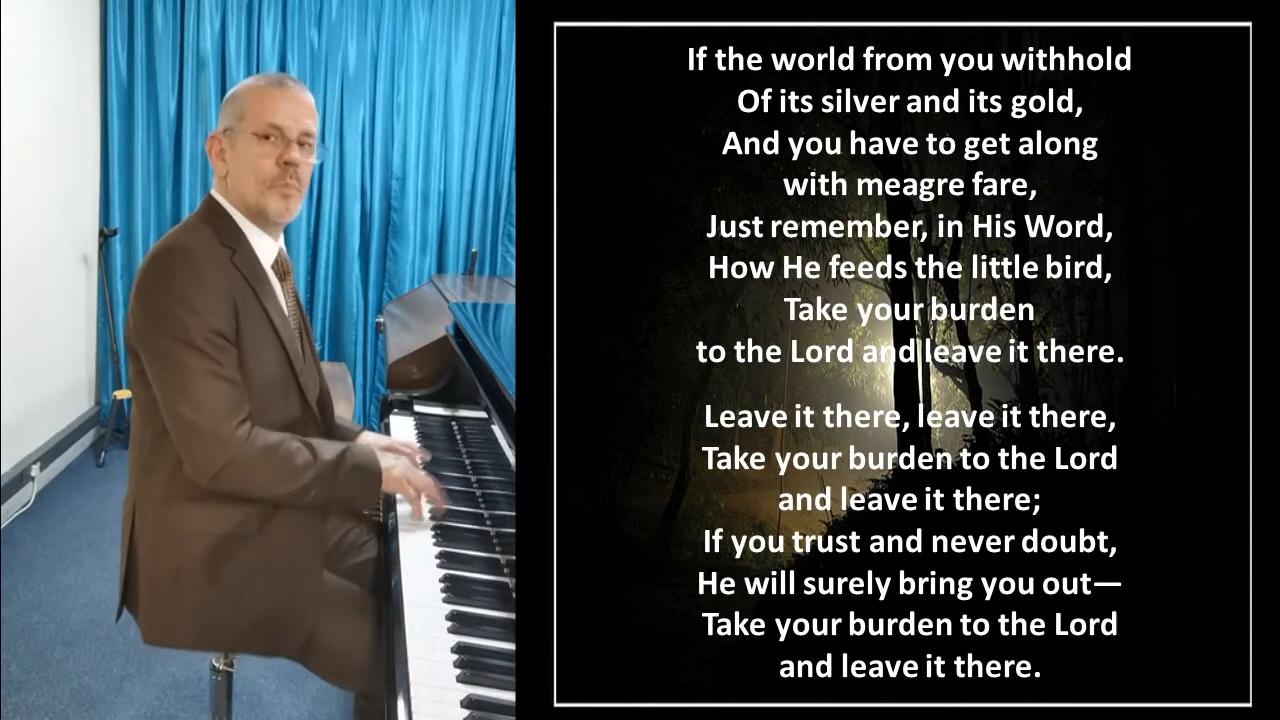 If the world from you withhold
Of its silver and its gold,
And you have to get along
with meagre fare,
Just remember, in His Word,
How He feeds the little bird,
Take your burden
to the Lord and leave it there.
Leave it there, leave it there,
Take your burden to the Lord
and leave it there;
If you trust and never doubt,
He will surely bring you out—
Take your burden to the Lord
and leave it there.